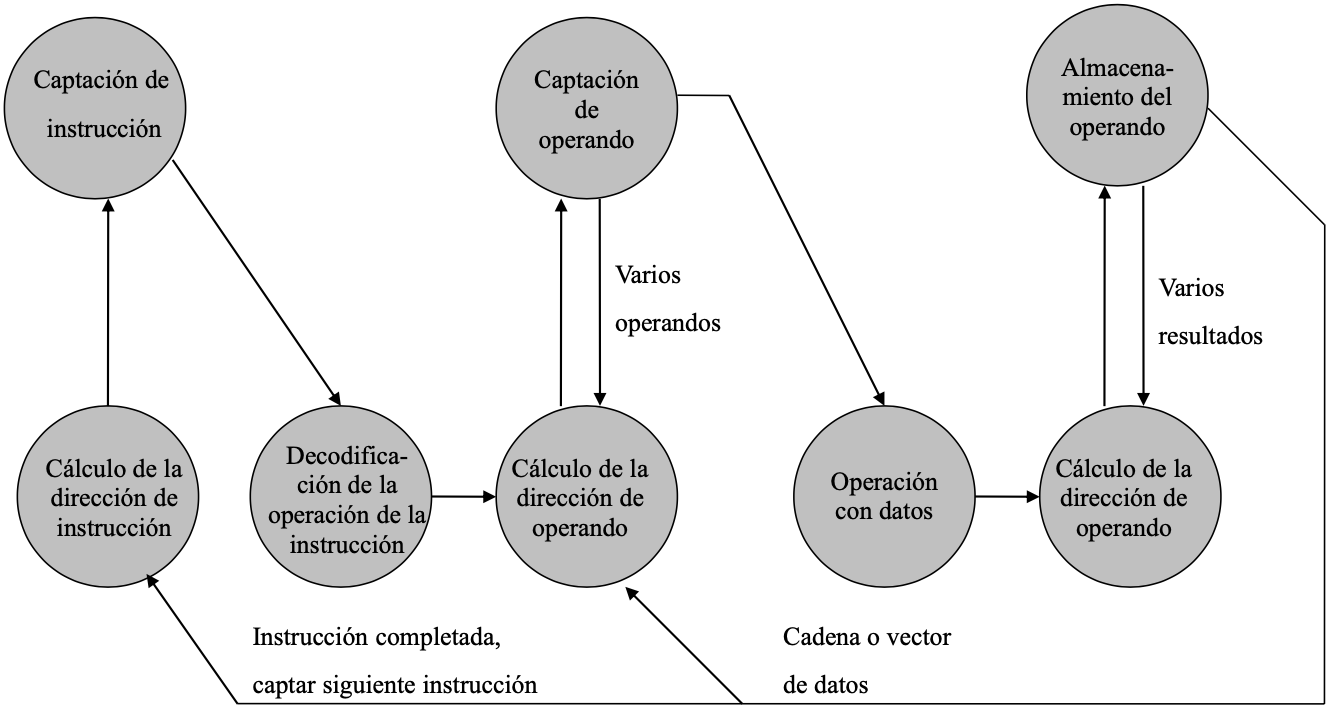 Captación de
instrucción
Captación
de
operando
Almacena-
miento del
operando
Varios
operandos
Varios
resultados
Cálculo de la
dirección de
instrucción
Decodifica-
ción de la
operación de la
instrucción
Cálculo de la
dirección de
operando
Operación
con datos
Cálculo de la
dirección de
operando
Instrucción completada,
captar siguiente instrucción
Cadena o vector
de datos